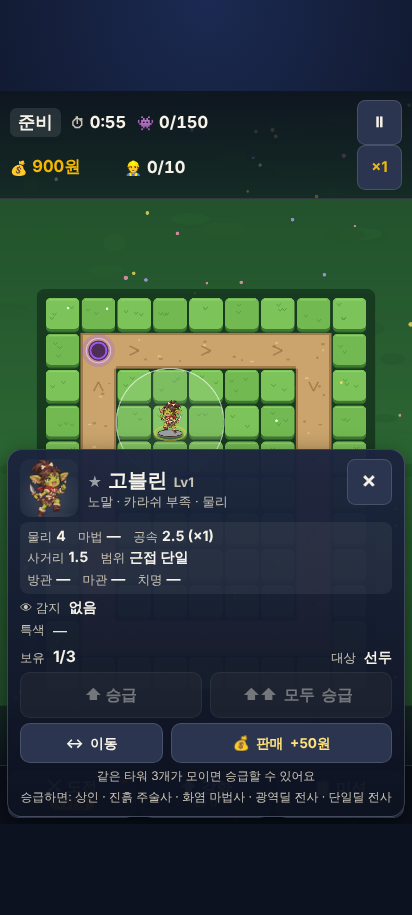 준비 0:55 0/150
900원 0/10 ×1
★ 고블린 Lv1
노말 · 카라쉬 부족 · 물리
물리 4 마법 — 공속 2.5 (×1)
사거리 1.5 범위 근접 단일
방관 — 마관 — 치명 —
감지 없음
특색 —
보유 1/3 대상 선두
승급 모두 승급
이동 판매 +50원
같은 타워 3개가 모이면 승급할 수 있어요
승급하면: 상인 · 진흙 주술사 · 화염 마법사 · 광역딜 전사 · 단일딜 전사